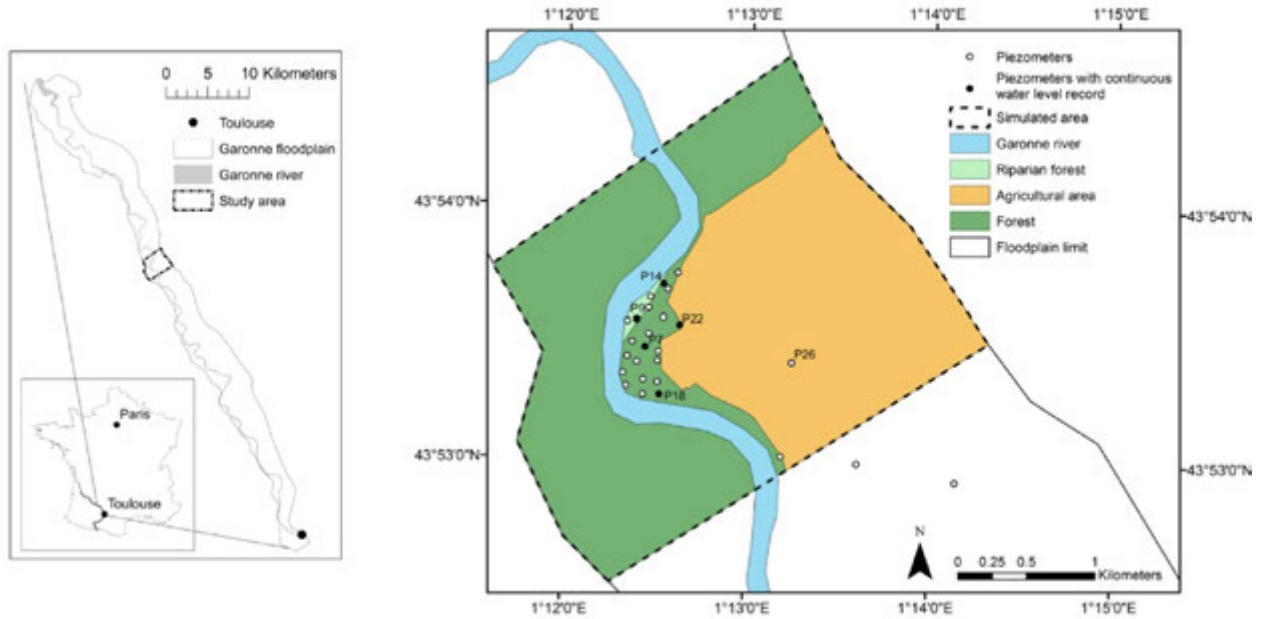 0 5 10 Kilometers
Toulouse
Garonne floodplain
Garonne river
Study area
Paris
Toulouse
1°12'0"E 1°13'0"E 1°14'0"E 1°15'0"E
Piezometers
Piezometers with continuous
water level record
Simulated area
Garonne river
Riparian forest
Agricultural area
Forest
Floodplain limit
43°54'0"N
43°54'0"N
P14
P9
P22
P7
P26
P18
43°53'0"N
43°53'0"N
N
0 0.25 0.5 1
Kilometers
1°12'0"E 1°13'0"E 1°14'0"E 1°15'0"E